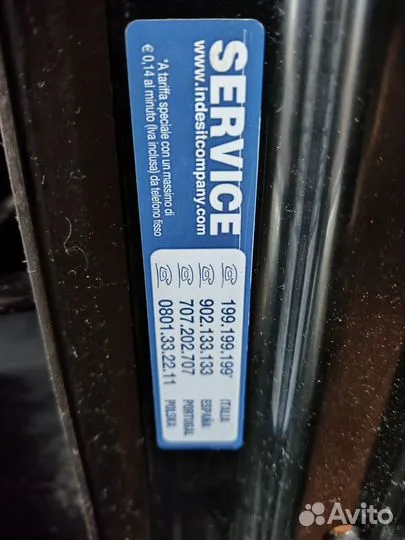 SERVICE
www.indesitcompany.com
*A tariffa speciale con un massimo di
€ 0,14 al minuto (Iva inclusa) da telefono fisso
199.199.199* ITALIA
902.133.133 ESPAÑA
707.202.707 PORTUGAL
0801.33.22.11 POLSKA
Avito